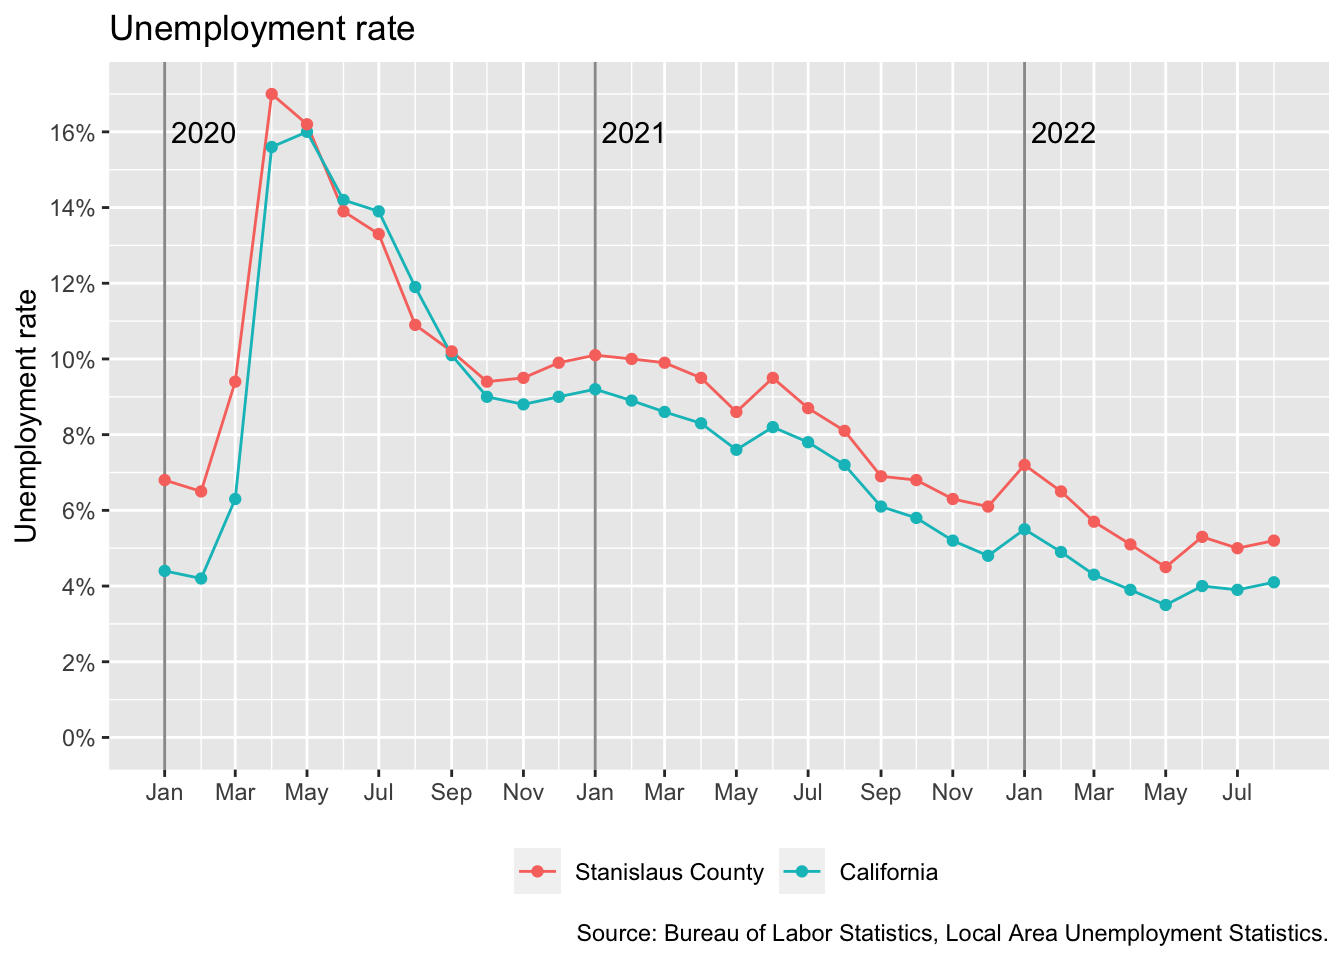 Unemployment rate
2020 2021 2022
16%
14%
12%
10%
8%
6%
4%
2%
0%
Unemployment rate
Jan Mar May Jul Sep Nov Jan Mar May Jul Sep Nov Jan Mar May Jul
Stanislaus County California
Source: Bureau of Labor Statistics, Local Area Unemployment Statistics.